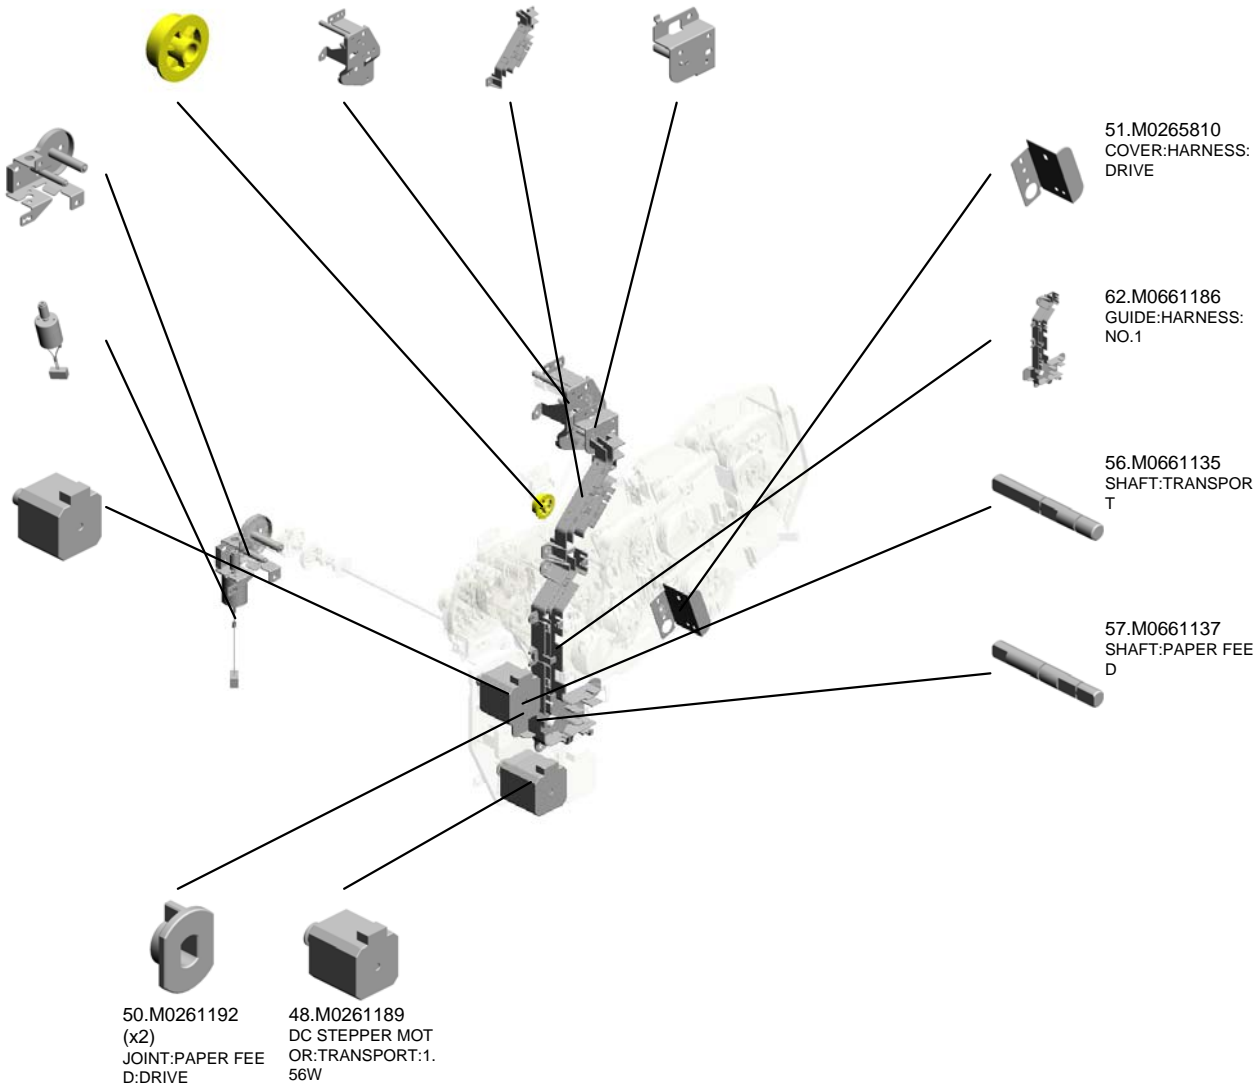 51.M0265810
COVER:HARNESS:
DRIVE
62.M0661186
GUIDE:HARNESS:
NO.1
56.M0661135
SHAFT:TRANSPOR
T
57.M0661137
SHAFT:PAPER FEE
D
50.M0261192
(x2)
JOINT:PAPER FEE
D:DRIVE
48.M0261189
DC STEPPER MOT
OR:TRANSPORT:1.
56W